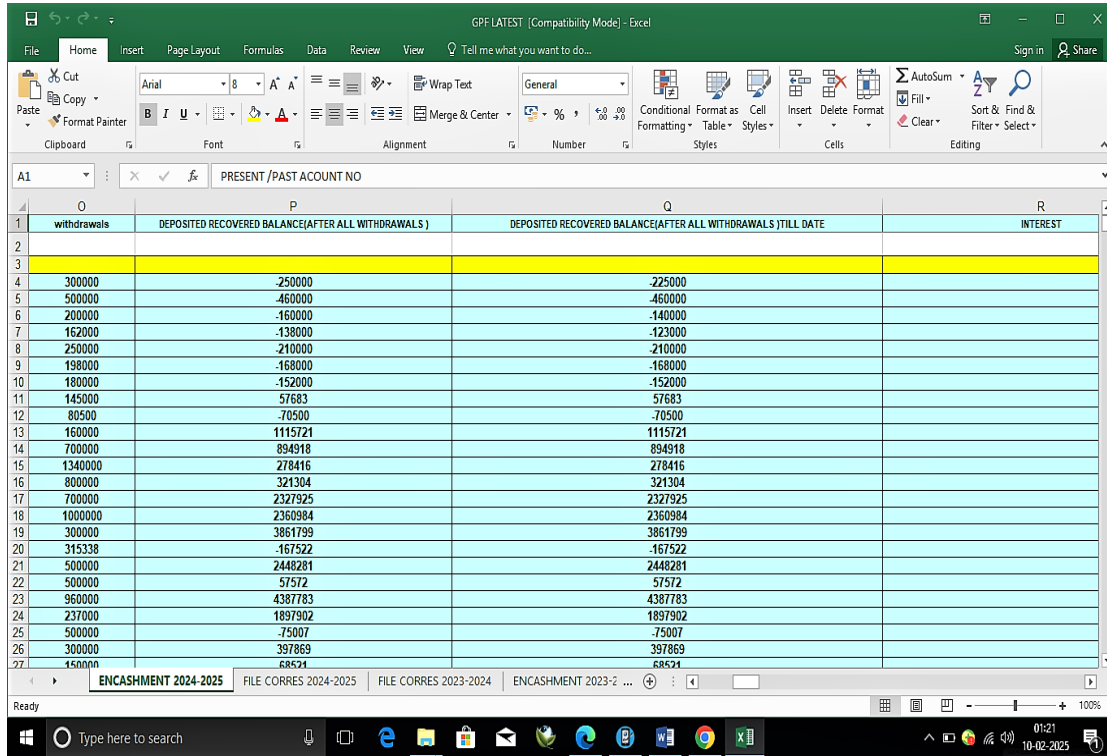 GPF LATEST [Compatibility Mode] - Excel
File Home Insert Page Layout Formulas Data Review View Tell me what you want to do... Sign in Share
Paste Cut Copy Format Painter
Arial 8
B I U
Wrap Text
Merge & Center
General
% ,
Conditional Formatting Format as Table Cell Styles
Insert Delete Format
AutoSum Fill Clear
Sort & Filter Find & Select
Clipboard Font Alignment Number Styles Cells Editing
A1 fx PRESENT /PAST ACOUNT NO
O P Q R
1 withdrawals DEPOSITED RECOVERED BALANCE(AFTER ALL WITHDRAWALS ) DEPOSITED RECOVERED BALANCE(AFTER ALL WITHDRAWALS )TILL DATE INTEREST
2
3
4 300000 -250000 -225000
5 500000 -460000 -460000
6 200000 -160000 -140000
7 162000 -138000 -123000
8 250000 -210000 -210000
9 198000 -168000 -168000
10 180000 -152000 -152000
11 145000 57683 57683
12 80500 -70500 -70500
13 160000 1115721 1115721
14 700000 894918 894918
15 1340000 278416 278416
16 800000 321304 321304
17 700000 2327925 2327925
18 1000000 2360984 2360984
19 300000 3861799 3861799
20 315338 -167522 -167522
21 500000 2448281 2448281
22 500000 57572 57572
23 960000 4387783 4387783
24 237000 1897902 1897902
25 500000 -75007 -75007
26 300000 397869 397869
27 150000 68521 68521
ENCASHMENT 2024-2025 FILE CORRES 2024-2025 FILE CORRES 2023-2024 ENCASHMENT 2023-2 ...
Ready 100%
Type here to search
01:21
10-02-2025